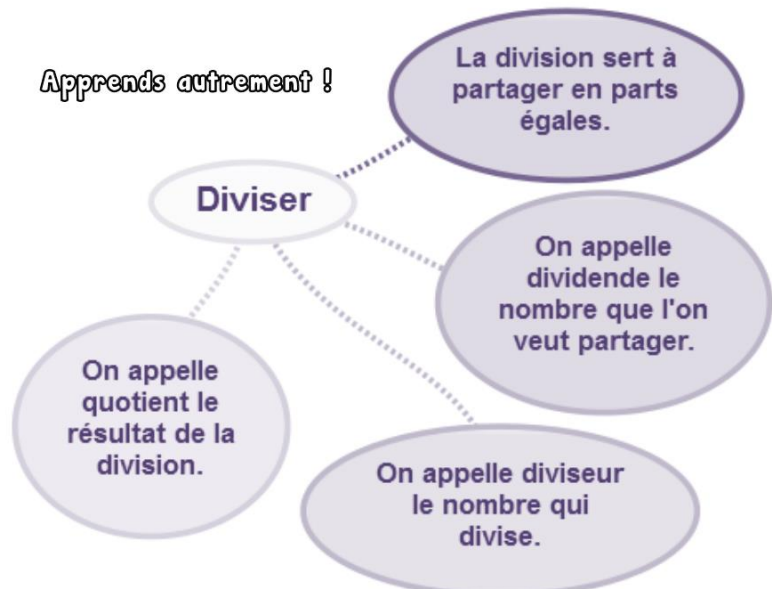 Apprends autrement !
La division sert à
partager en parts
égales.
Diviser
On appelle
dividende le
nombre que l'on
veut partager.
On appelle
quotient le
résultat de la
division.
On appelle diviseur
le nombre qui
divise.